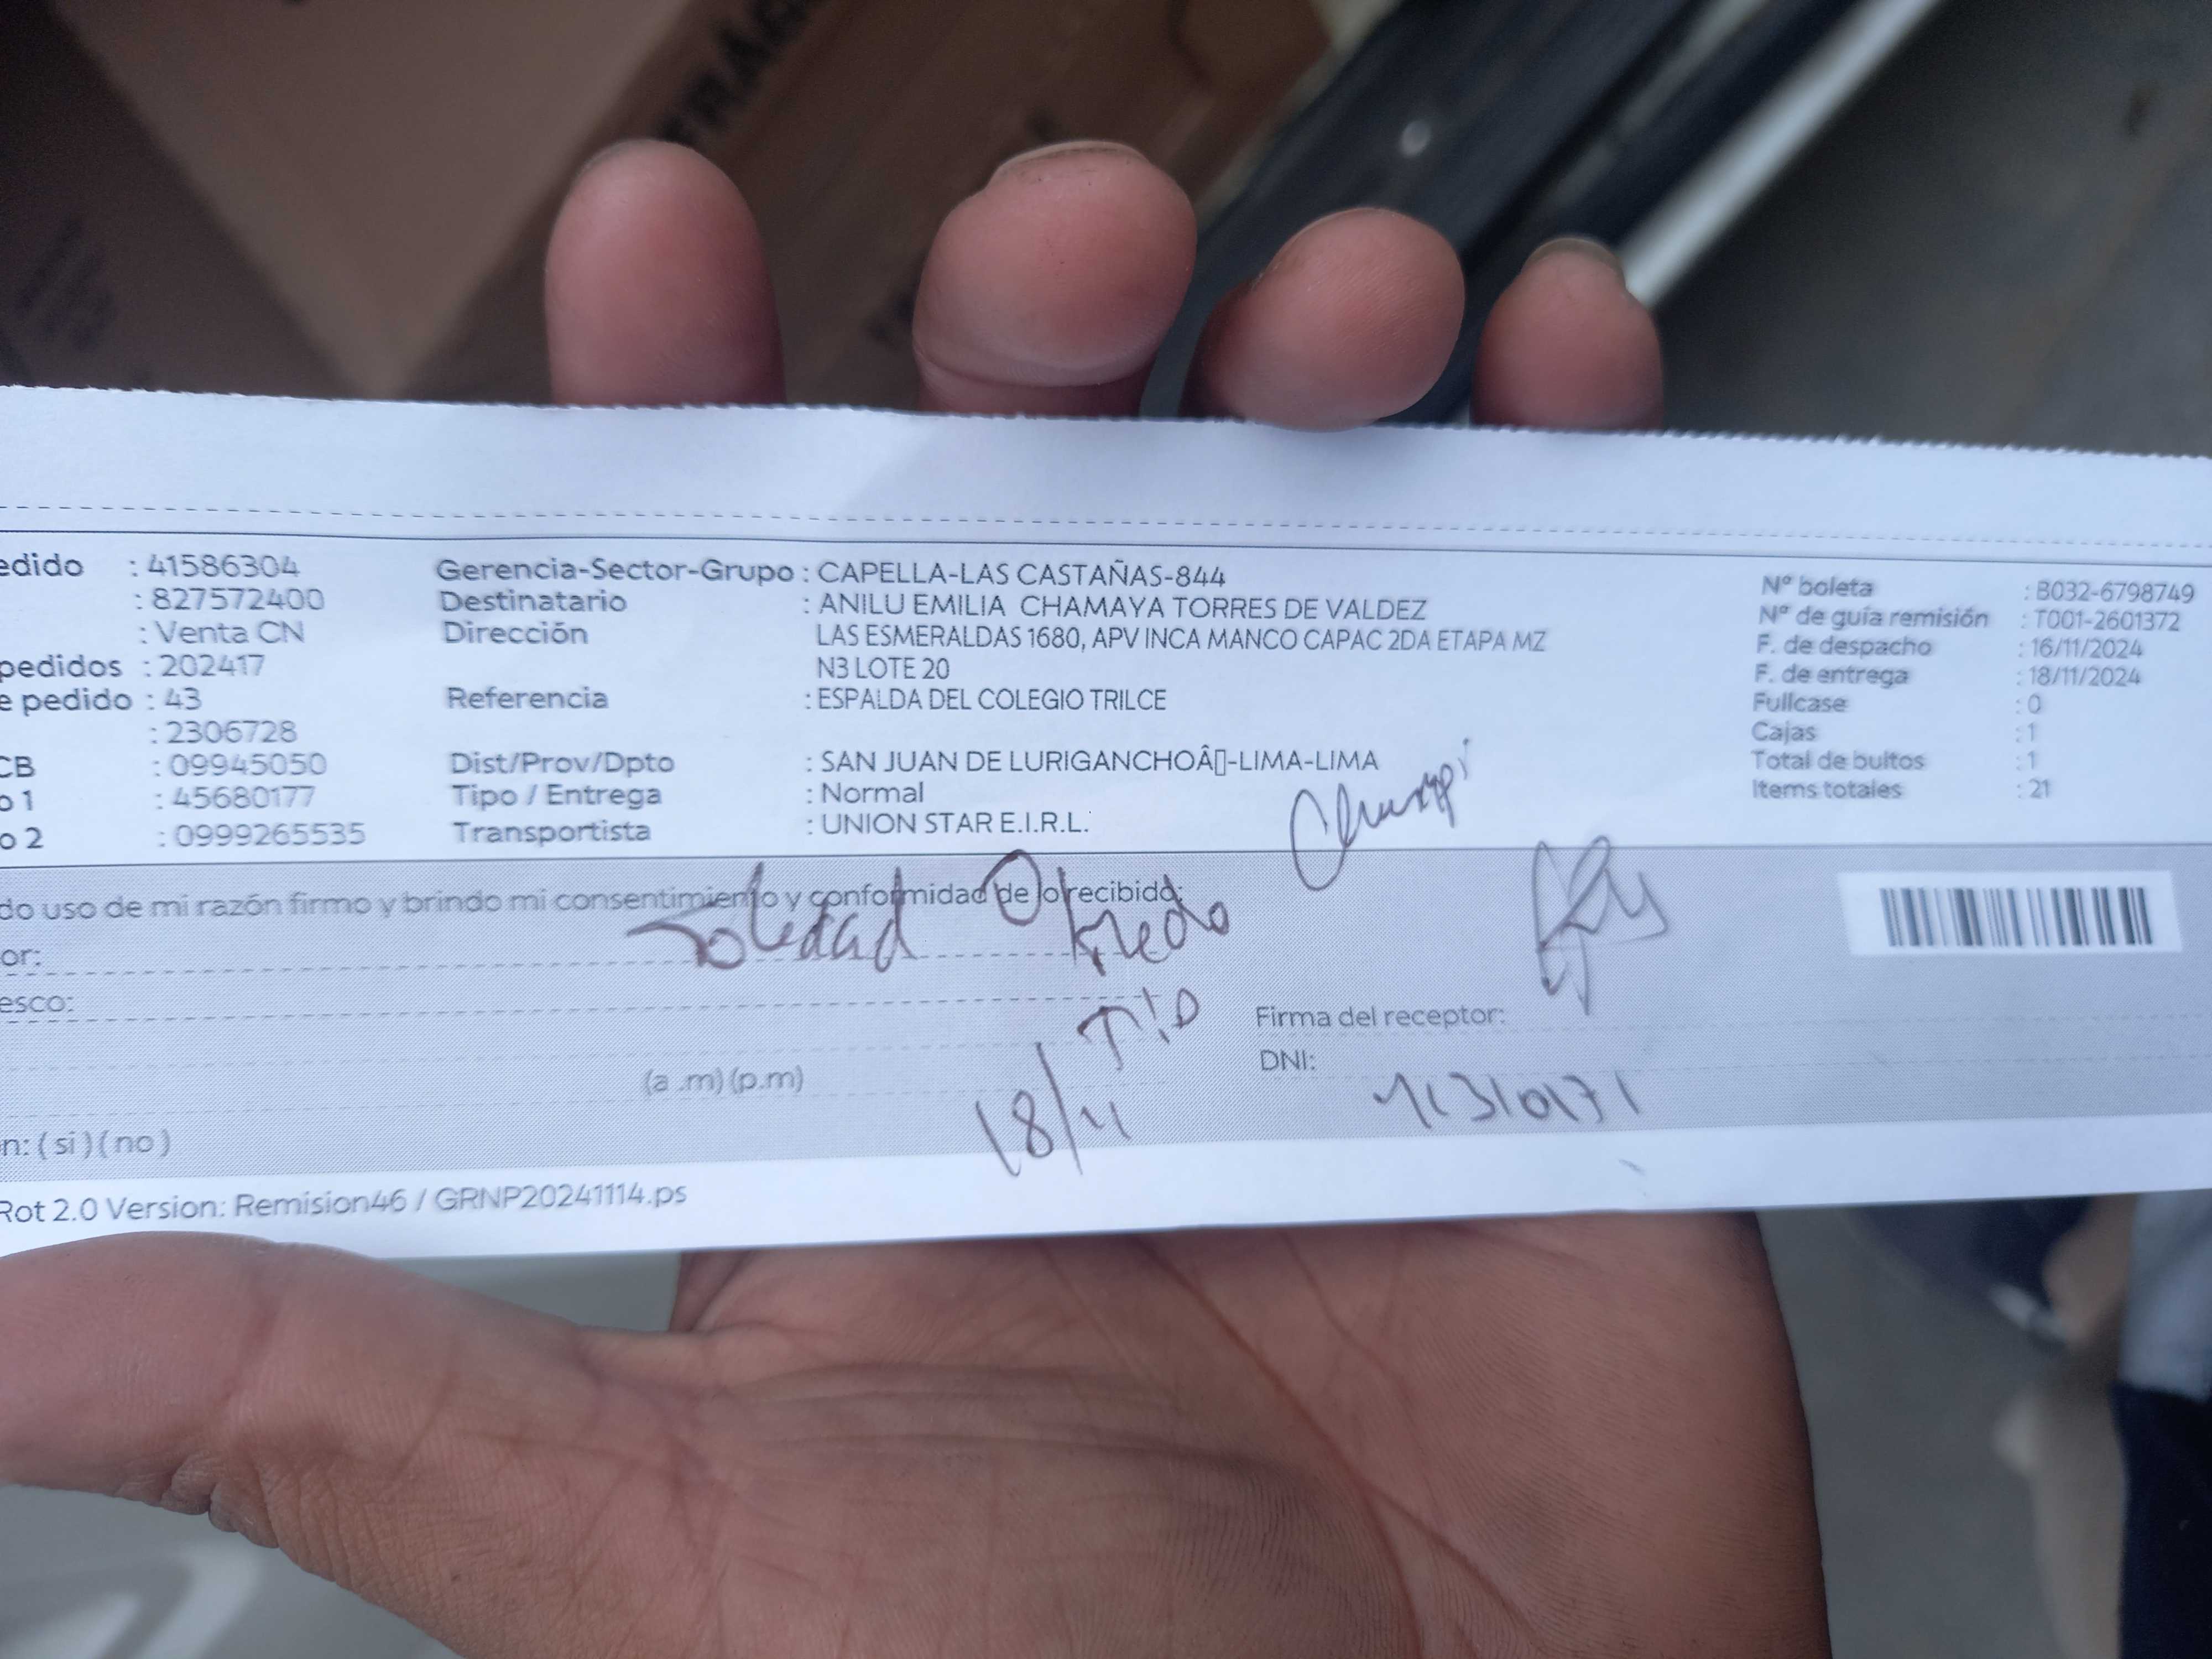 FRAG
edido : 41586304
: 827572400
: Venta CN
pedidos : 202417
e pedido : 43
: 2306728
CB : 09945050
o 1 : 45680177
o 2 : 0999265535
Gerencia-Sector-Grupo : CAPELLA-LAS CASTAÑAS-844
Destinatario : ANILU EMILIA CHAMAYA TORRES DE VALDEZ
Dirección LAS ESMERALDAS 1680, APV INCA MANCO CAPAC 2DA ETAPA MZ
N3 LOTE 20
Referencia : ESPALDA DEL COLEGIO TRILCE
Dist/Prov/Dpto : SAN JUAN DE LURIGANCHOÂ▯-LIMA-LIMA
Tipo / Entrega : Normal
Transportista : UNION STAR E.I.R.L.
Nº boleta : B032-6798749
Nº de guía remisión : T001-2601372
F. de despacho : 16/11/2024
F. de entrega : 18/11/2024
Fullcase : 0
Cajas : 1
Total de bultos : 1
Items totales : 21
Champi
do uso de mi razón firmo y brindo mi consentimiento y conformidad de lo recibido:
Soledad
or:
esco:
Tio
Firma del receptor:
DNI:
(a .m) (p.m)
18/11
n: ( si ) ( no )
Rot 2.0 Version: Remision46 / GRNP20241114.ps